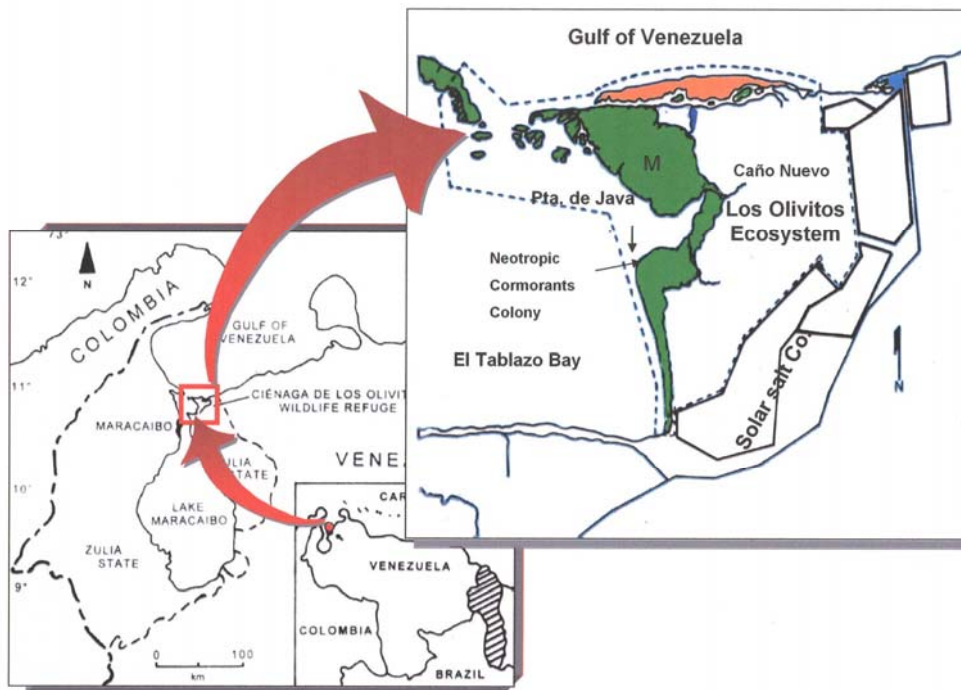 Gulf of Venezuela
M
Caño Nuevo
Pta. de Java
Los Olivitos
Ecosystem
Neotropic
Cormorants
Colony
El Tablazo Bay
Solar salt Co.
N
73°
12°
N
COLOMBIA
GULF OF
VENEZUELA
11°
CIÉNAGA DE LOS OLIVIT
WILDLIFE REFUGE
MARACAIBO
VENE
ULIA
STATE
10°
LAKE
MARACAIBO
CAR
ZULIA
STATE
VENEZUELA
9°
COLOMBIA
0 100
km
BRAZIL